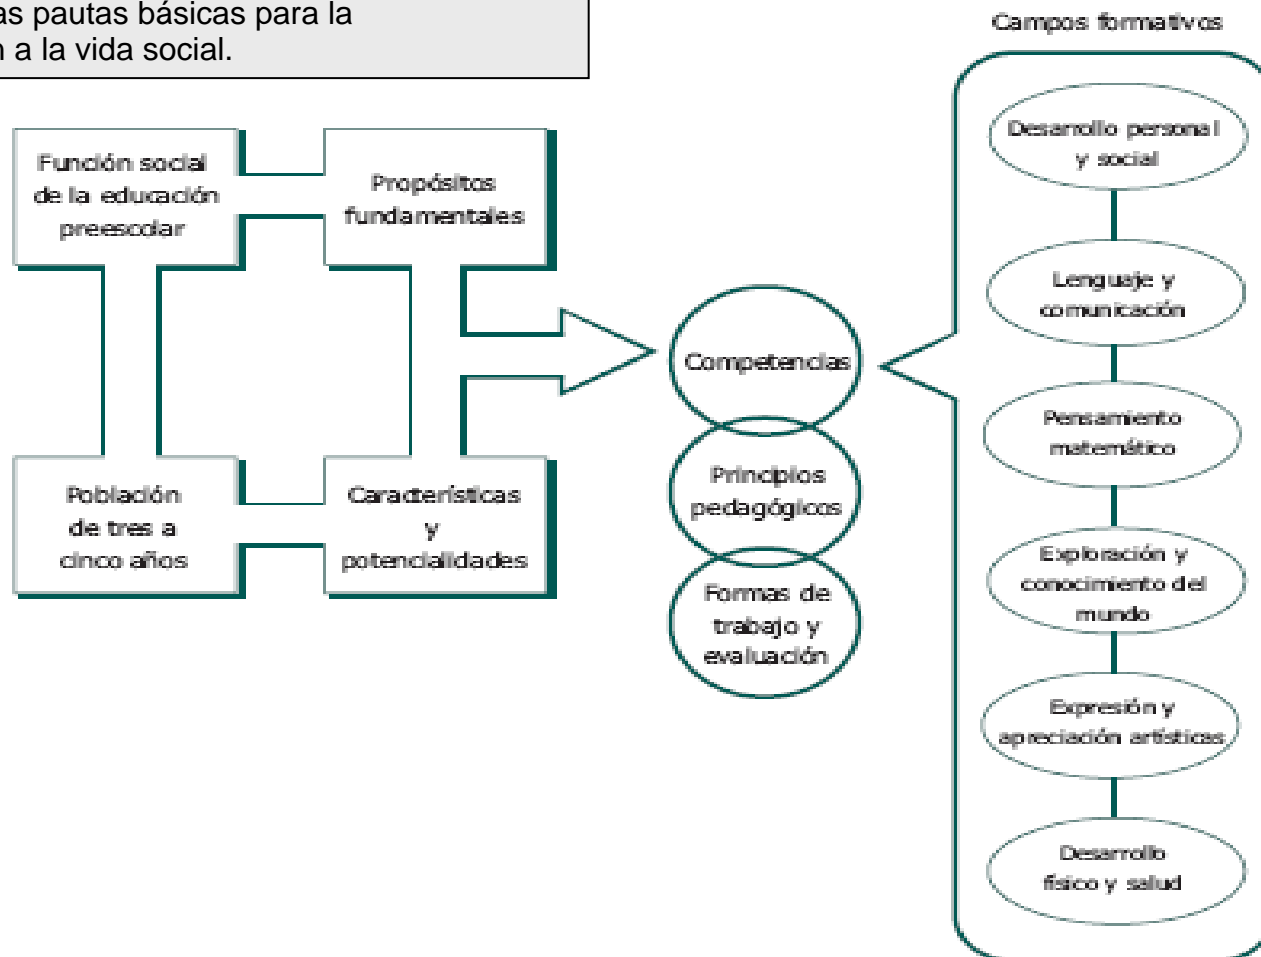 as pautas básicas para la
n a la vida social.
Campos formativos
Función social
de la educación
preescolar
Propósitos
fundamentales
Población
de tres a
cinco años
Características
y
potencialidades
Competencias
Principios
pedagógicos
Formas de
trabajo y
evaluación
Desarrollo personal
y social
Lenguaje y
comunicación
Pensamiento
matemático
Exploración y
conocimiento del
mundo
Expresión y
apreciación artísticas
Desarrollo
físico y salud